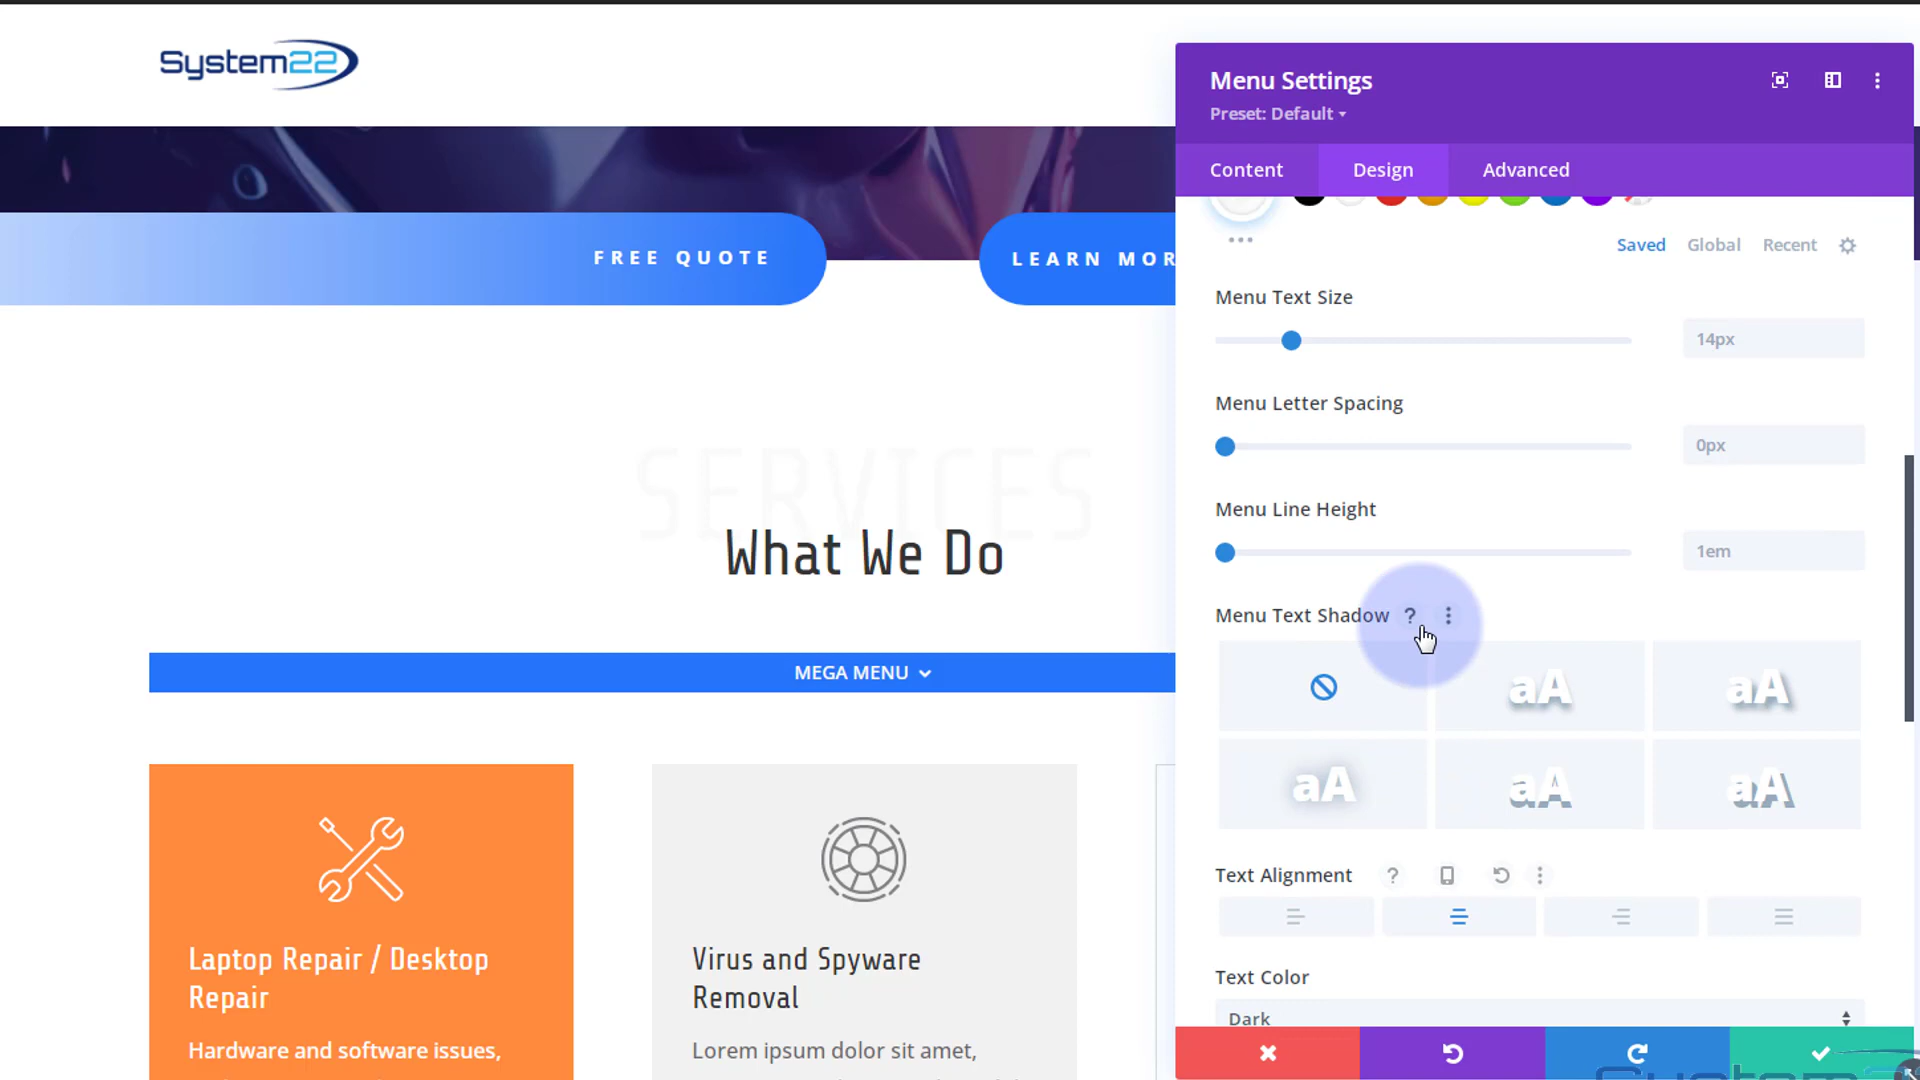 System22
FREE QUOTE
LEARN MOR
SERVICES
What We Do
MEGA MENU
Laptop Repair / Desktop
Repair
Hardware and software issues,
Virus and Spyware
Removal
Lorem ipsum dolor sit amet,
Menu Settings
Preset: Default
Content
Design
Advanced
Saved
Global
Recent
Menu Text Size
14px
Menu Letter Spacing
0px
Menu Line Height
1em
Menu Text Shadow ?
aA
aA
aA
aA
aA
Text Alignment ?
Text Color
Dark